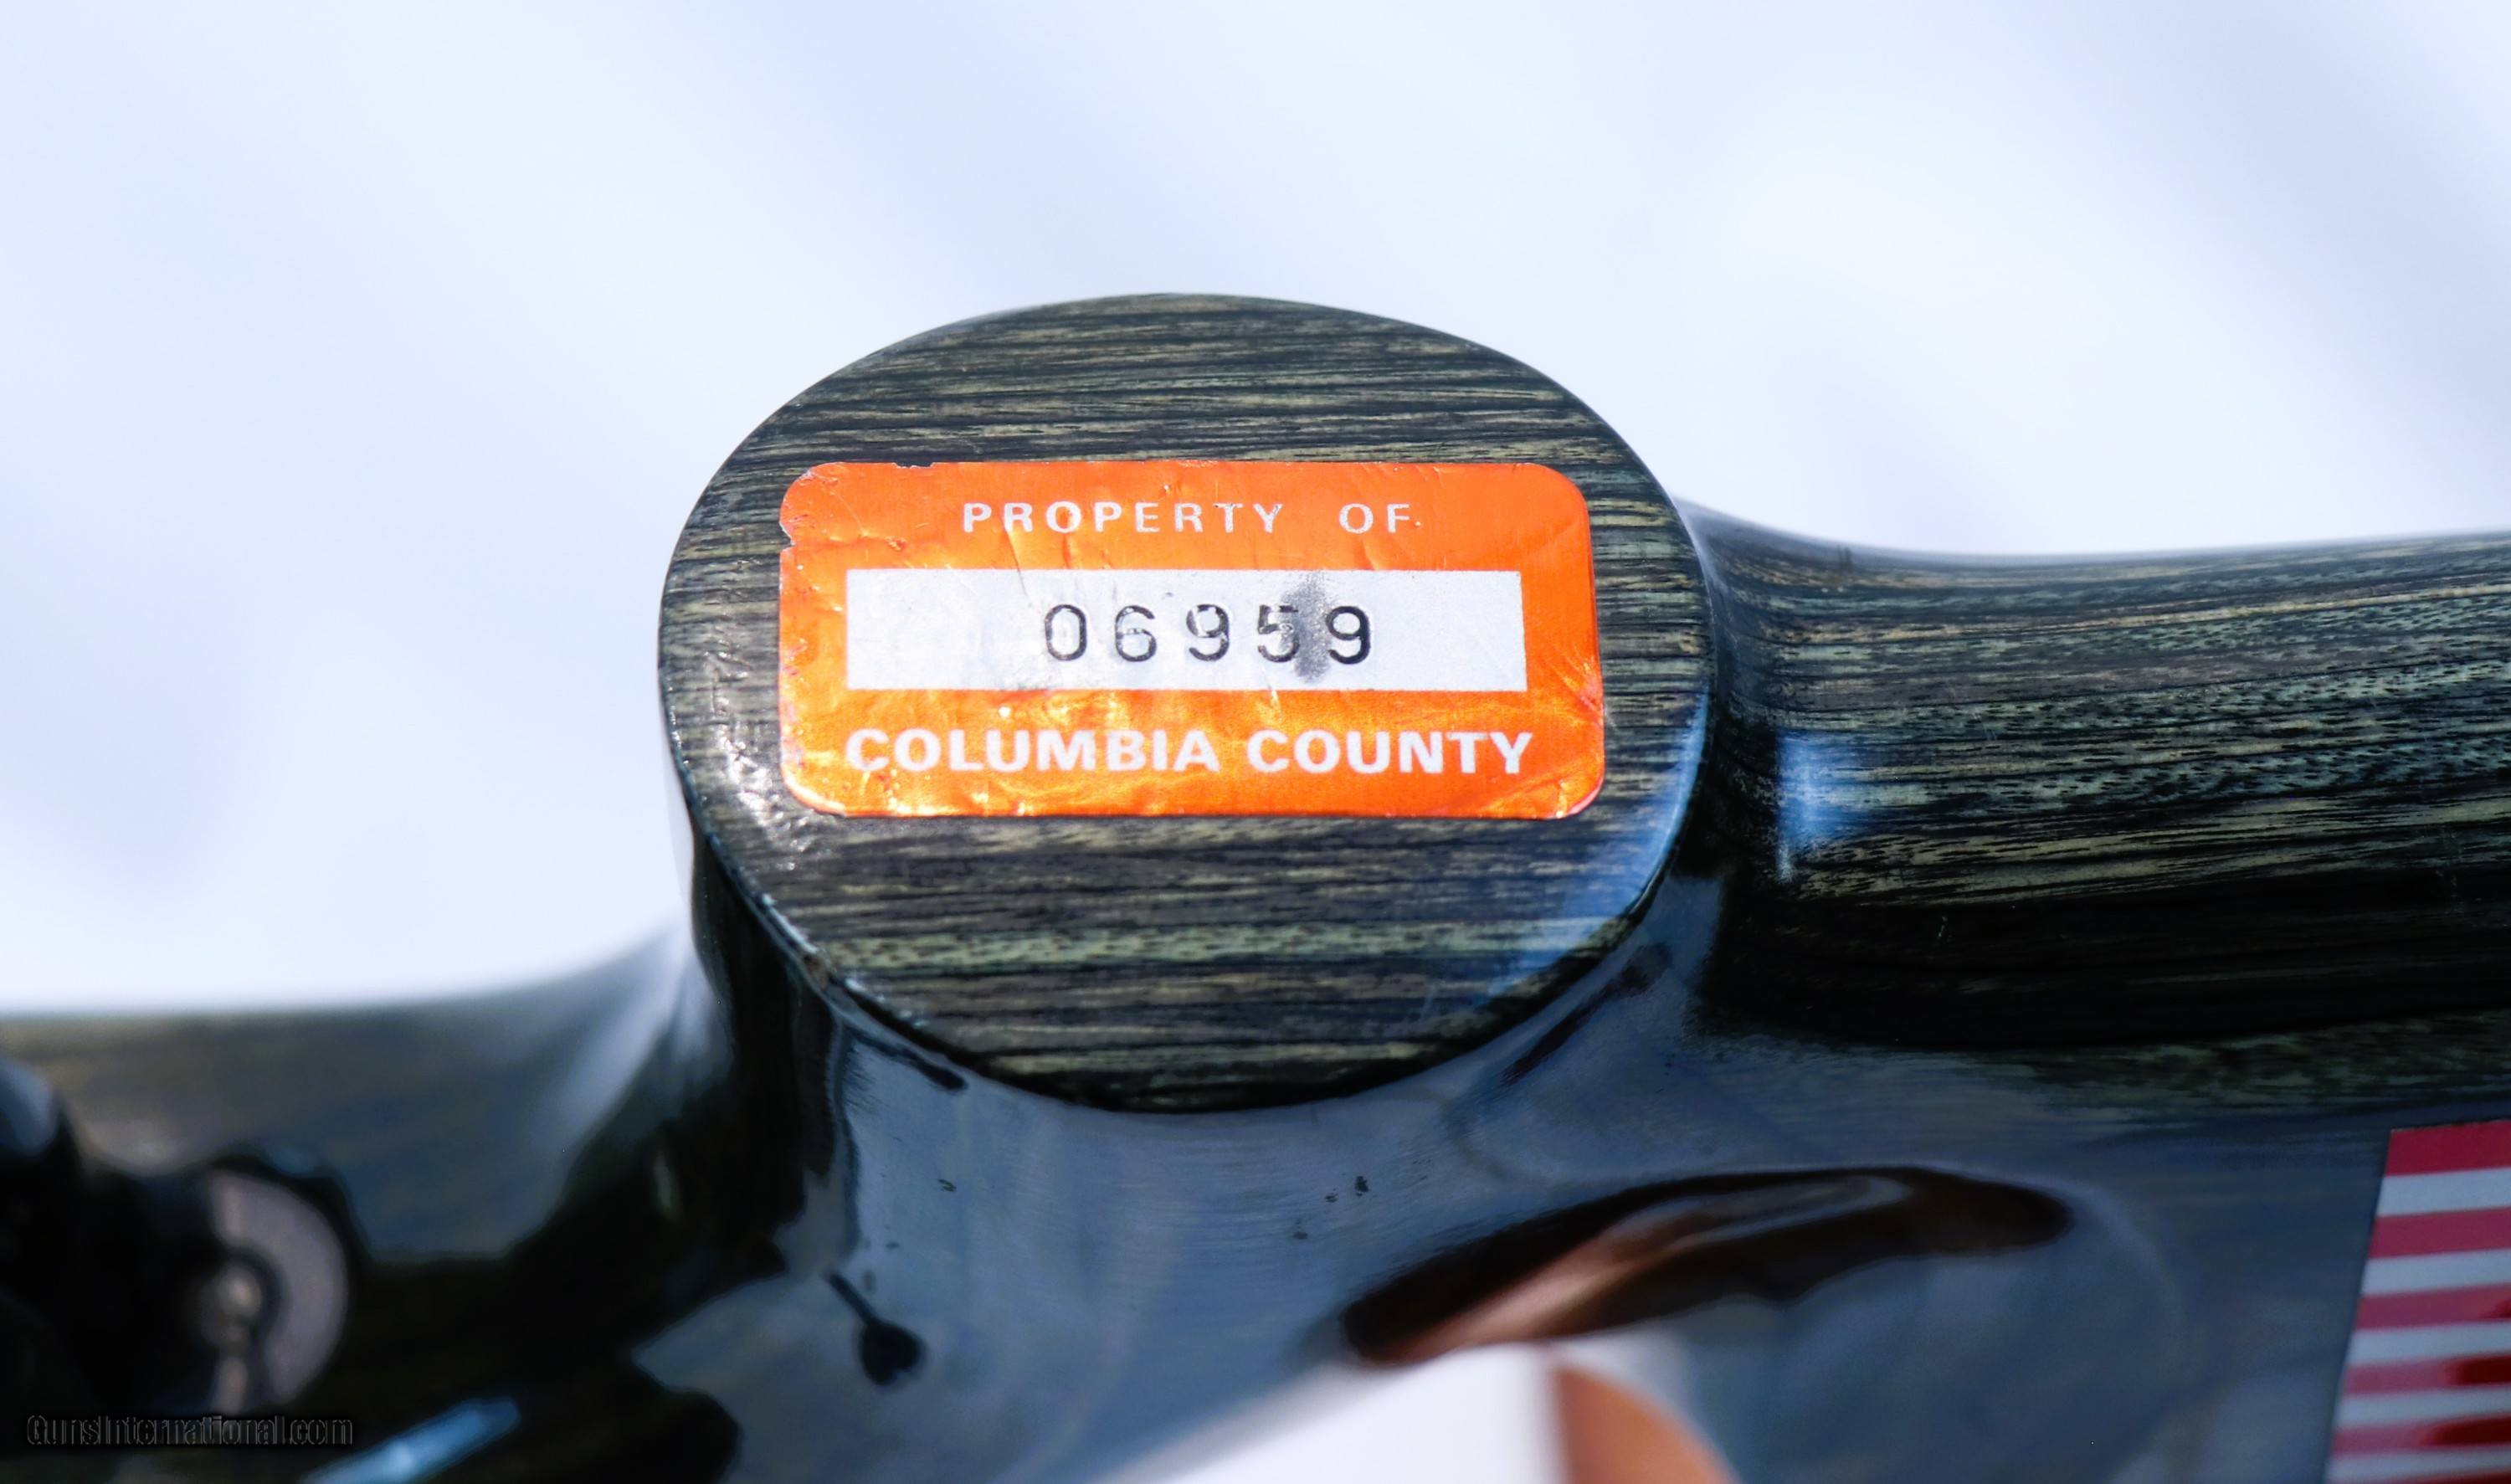 PROPERTY OF
06959
COLUMBIA COUNTY
GunsInternational.com